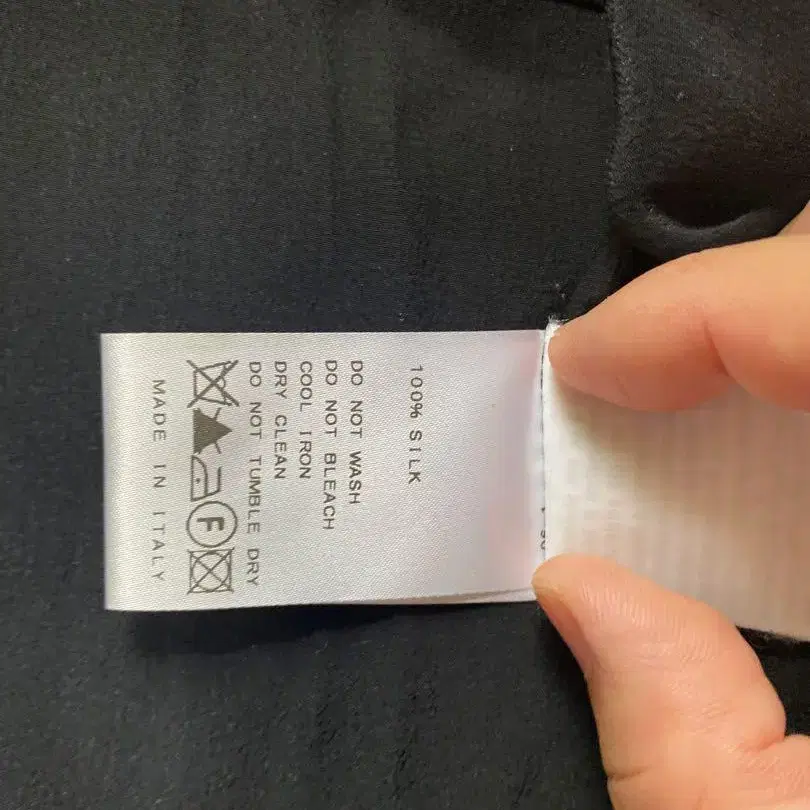 100% SILK
DO NOT WASH
DO NOT BLEACH
COOL IRON
DRY CLEAN
DO NOT TUMBLE DRY
F
MADE IN ITALY